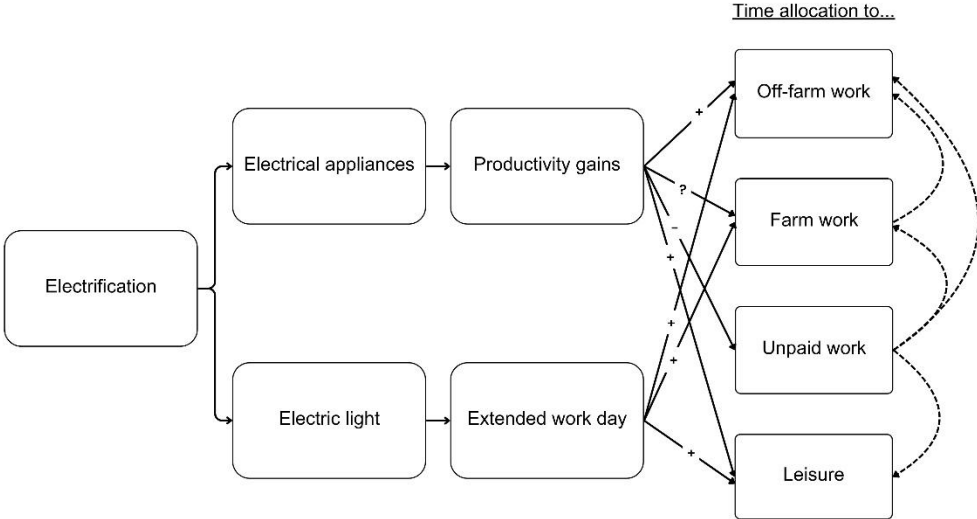 Time allocation to...
Off-farm work
Electrical appliances
Productivity gains
+
?
Farm work
−
+
Electrification
+
Unpaid work
+
Electric light
Extended work day
+
Leisure